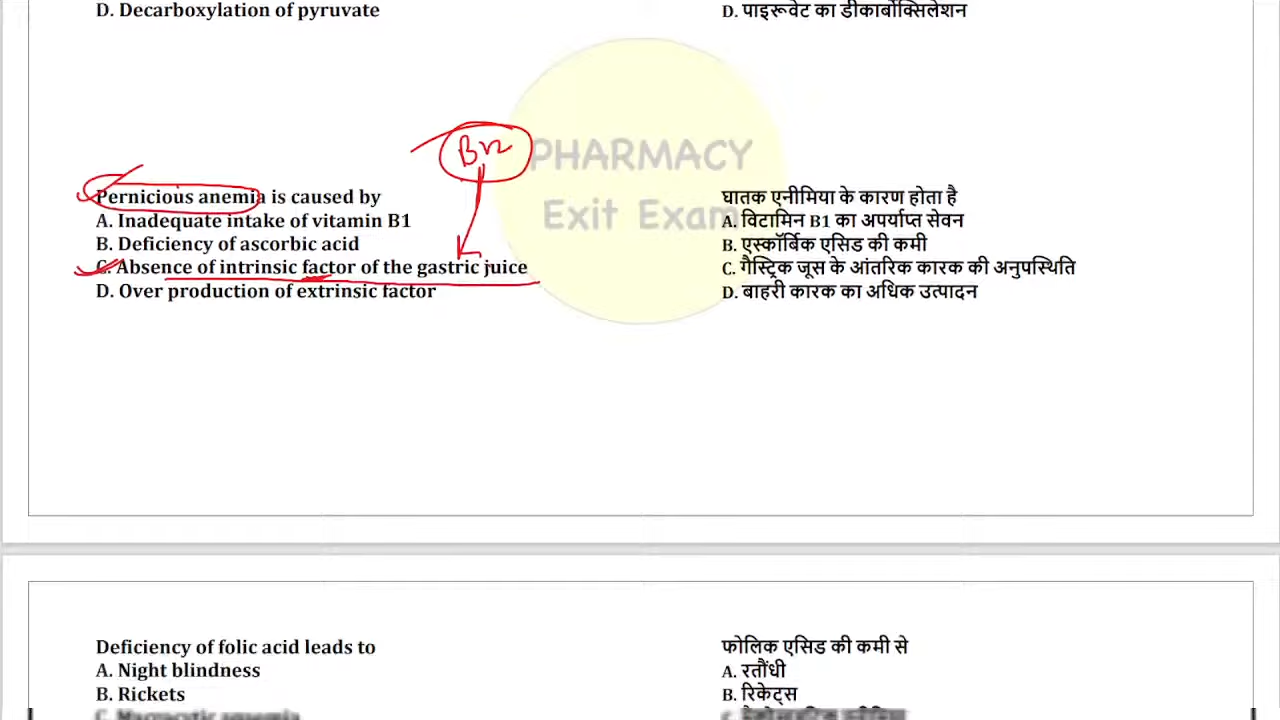 D. Decarboxylation of pyruvate
D. पाइरूवेट का डीकार्बोक्सिलेशन
B12
PHARMACY
Exit Exam
Pernicious anemia is caused by
A. Inadequate intake of vitamin B1
B. Deficiency of ascorbic acid
C. Absence of intrinsic factor of the gastric juice
D. Over production of extrinsic factor
घातक एनीमिया के कारण होता है
A. विटामिन B1 का अपर्याप्त सेवन
B. एस्कॉर्बिक एसिड की कमी
C. गैस्ट्रिक जूस के आंतरिक कारक की अनुपस्थिति
D. बाहरी कारक का अधिक उत्पादन
Deficiency of folic acid leads to
A. Night blindness
B. Rickets
C. Macrocytic anaemia
फोलिक एसिड की कमी से
A. रतौंधी
B. रिकेट्स